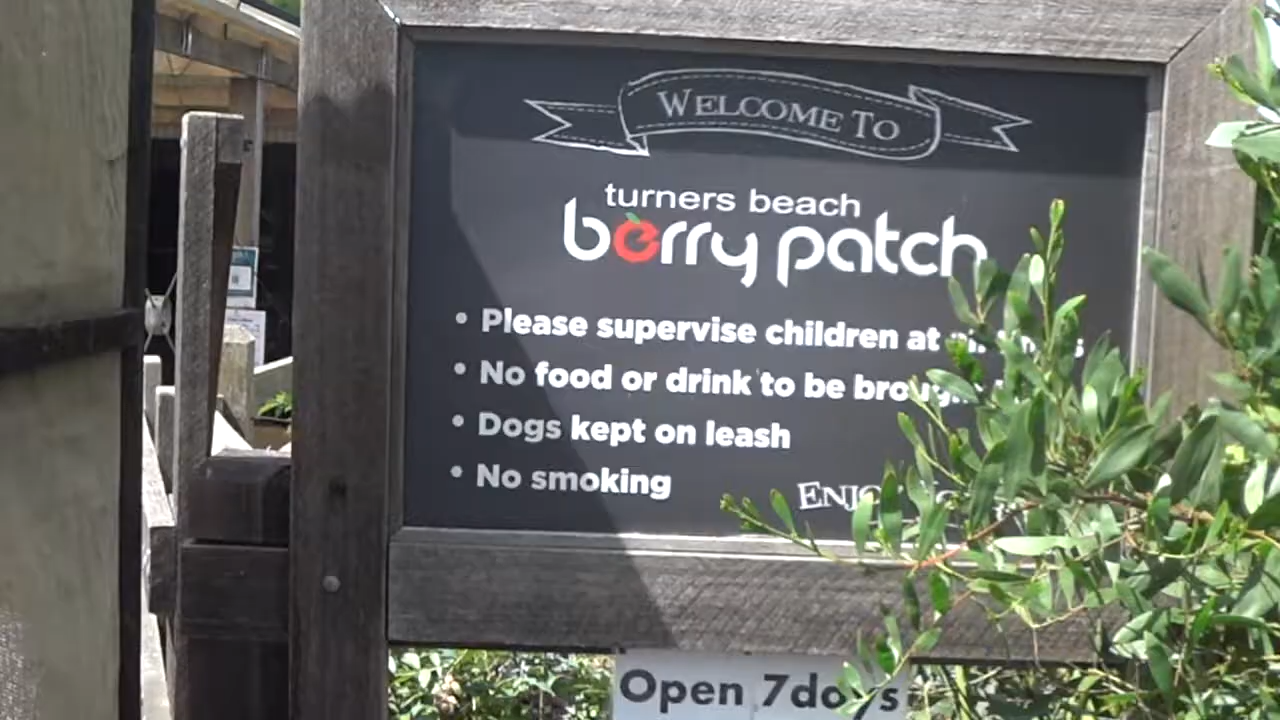 WELCOME TO
turners beach
berry patch
• Please supervise children at
• No food or drink to be
• Dogs kept on leash
• No smoking
Open 7days